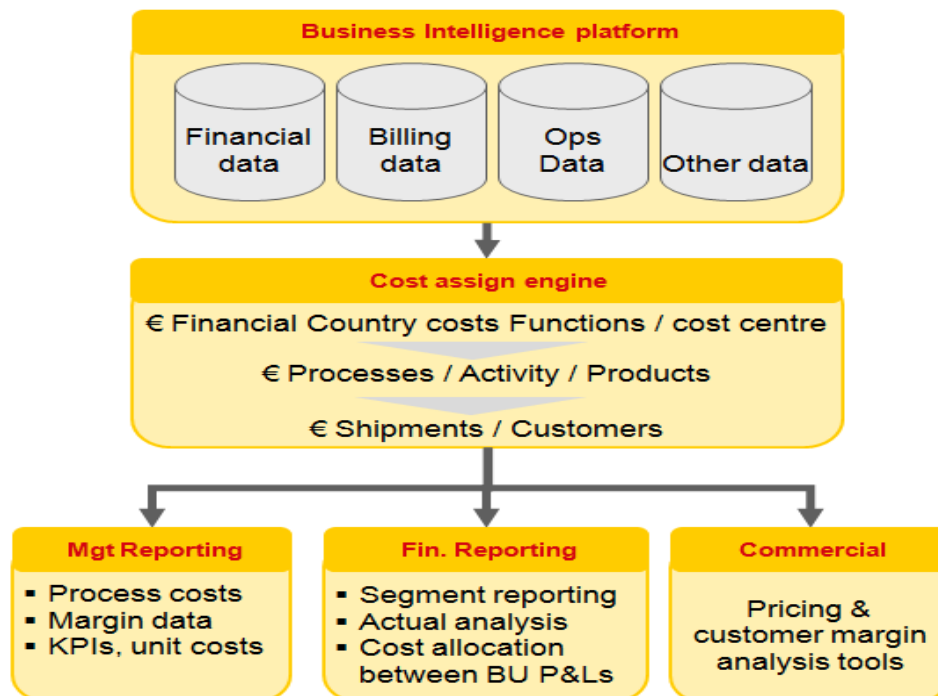 Business Intelligence platform
Financial
data
Billing
data
Ops
Data
Other data
Cost assign engine
€ Financial Country costs Functions / cost centre
€ Processes / Activity / Products
€ Shipments / Customers
Mgt Reporting
▪ Process costs
▪ Margin data
▪ KPIs, unit costs
Fin. Reporting
▪ Segment reporting
▪ Actual analysis
▪ Cost allocation
between BU P&Ls
Commercial
Pricing &
customer margin
analysis tools